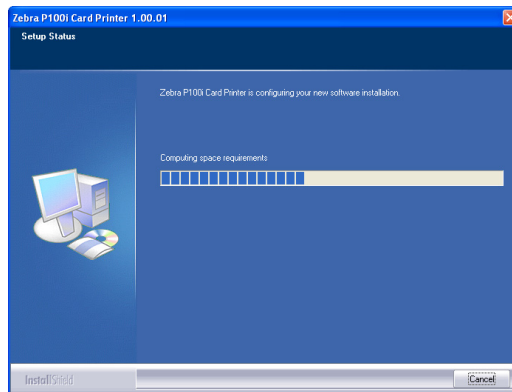 Zebra P100i Card Printer 1.00.01
Setup Status
Zebra P100i Card Printer is configuring your new software installation.
Computing space requirements
InstallShield
Cancel